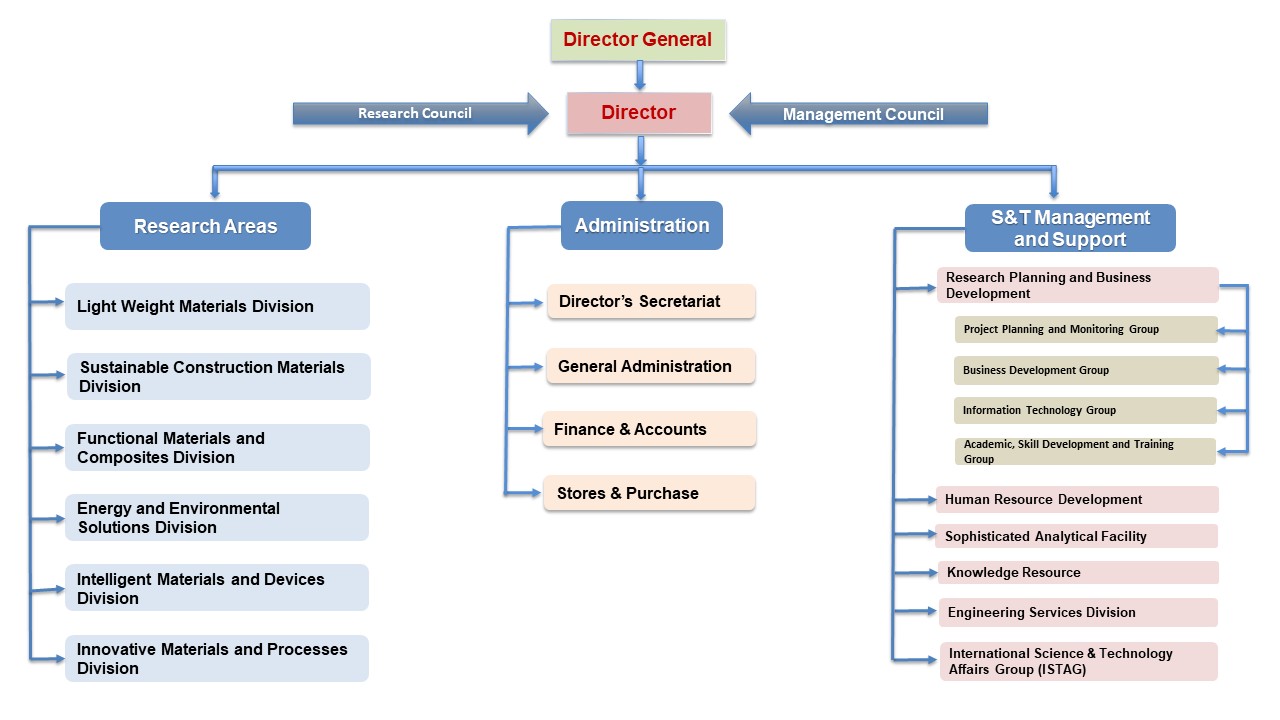 Director General
Research Council
Director
Management Council
Research Areas
Light Weight Materials Division
Sustainable Construction Materials
Division
Functional Materials and
Composites Division
Energy and Environmental
Solutions Division
Intelligent Materials and Devices
Division
Innovative Materials and Processes
Division
Administration
Director’s Secretariat
General Administration
Finance & Accounts
Stores & Purchase
S&T Management
and Support
Research Planning and Business
Development
Project Planning and Monitoring Group
Business Development Group
Information Technology Group
Academic, Skill Development and Training
Group
Human Resource Development
Sophisticated Analytical Facility
Knowledge Resource
Engineering Services Division
International Science & Technology
Affairs Group (ISTAG)